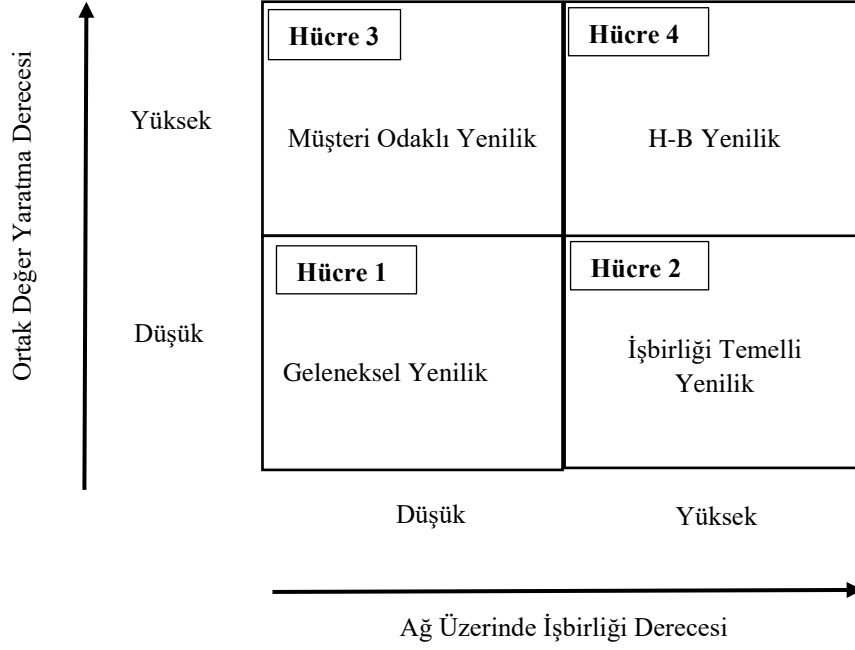 Ortak Değer Yaratma Derecesi
Yüksek
Düşük
Hücre 3
Müşteri Odaklı Yenilik
Hücre 4
H-B Yenilik
Hücre 1
Geleneksel Yenilik
Hücre 2
İşbirliği Temelli
Yenilik
Düşük
Yüksek
Ağ Üzerinde İşbirliği Derecesi